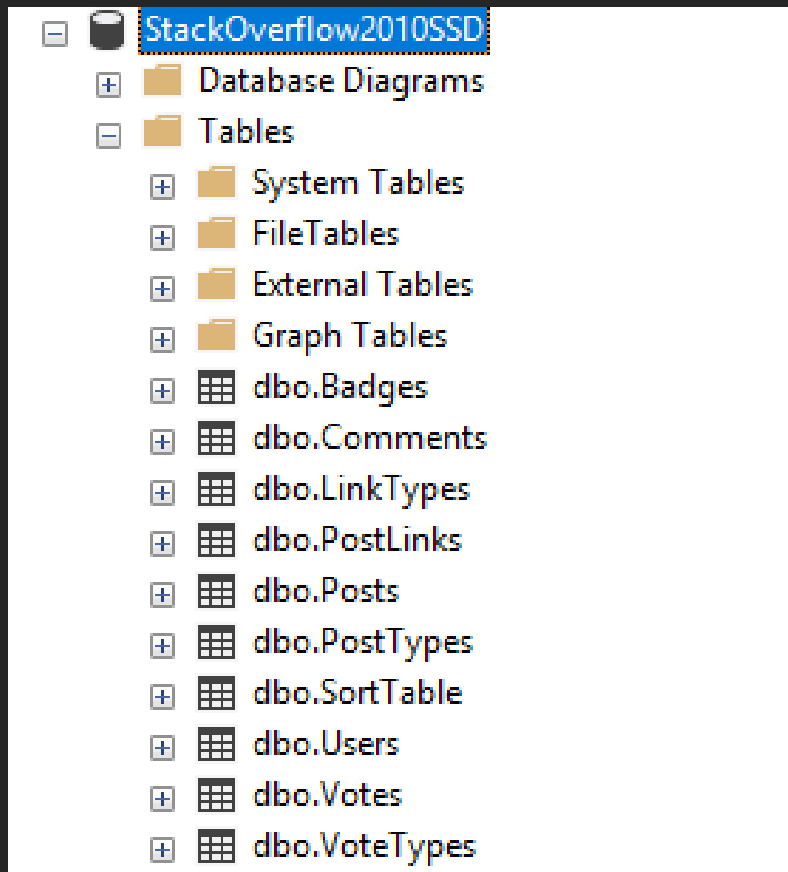 StackOverflow2010SSD
Database Diagrams
Tables
System Tables
FileTables
External Tables
Graph Tables
dbo.Badges
dbo.Comments
dbo.LinkTypes
dbo.PostLinks
dbo.Posts
dbo.PostTypes
dbo.SortTable
dbo.Users
dbo.Votes
dbo.VoteTypes